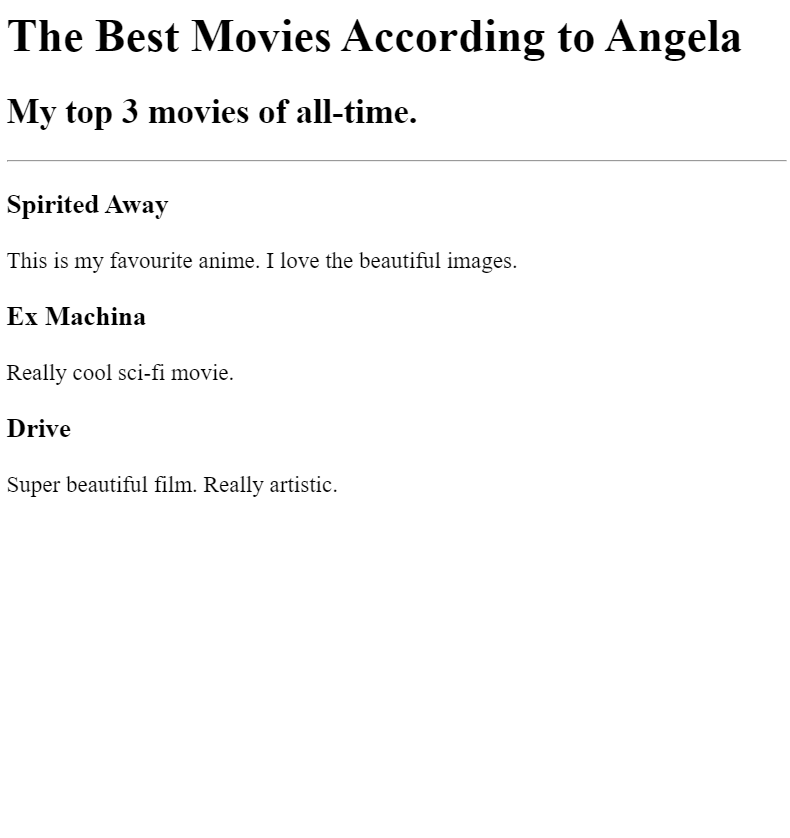 The Best Movies According to Angela
My top 3 movies of all-time.
Spirited Away
This is my favourite anime. I love the beautiful images.
Ex Machina
Really cool sci-fi movie.
Drive
Super beautiful film. Really artistic.